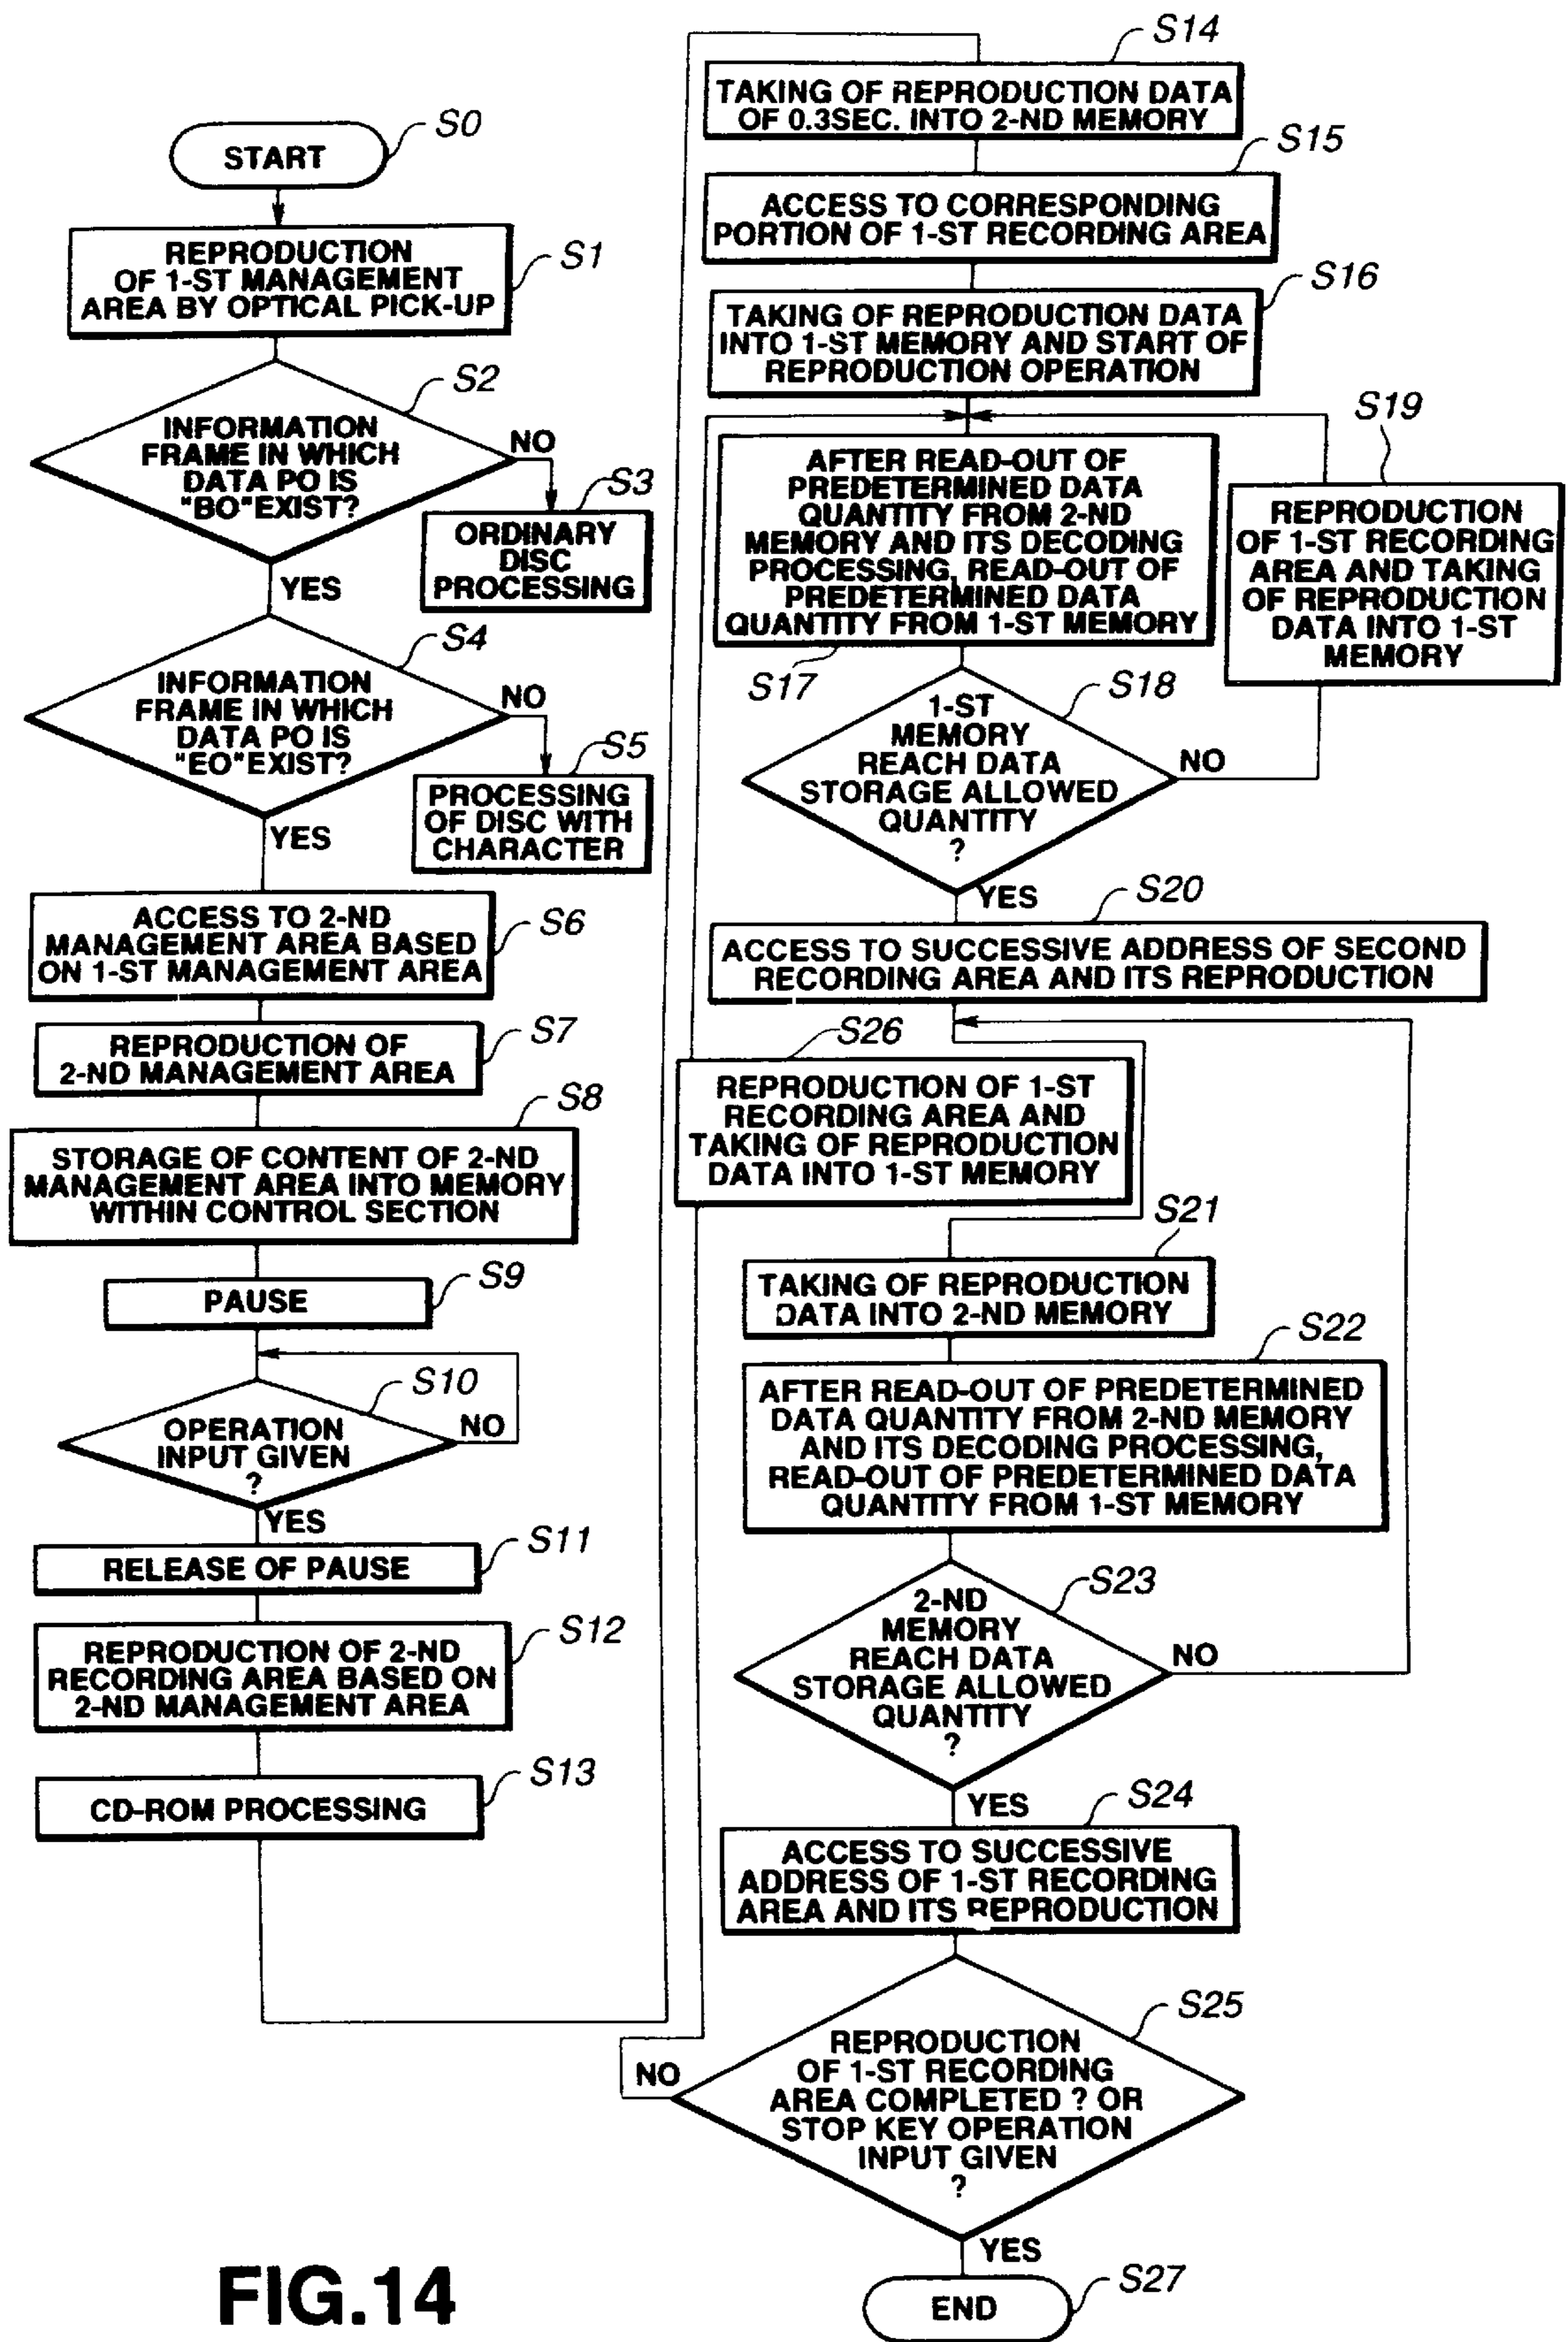 S0
START
REPRODUCTION
OF 1-ST MANAGEMENT
AREA BY OPTICAL PICK-UP
S1
S2
INFORMATION
FRAME IN WHICH
DATA PO IS
"BO"EXIST?
NO
YES
S3
ORDINARY
DISC
PROCESSING
S4
INFORMATION
FRAME IN WHICH
DATA PO IS
"EO"EXIST?
NO
YES
S5
PROCESSING
OF DISC WITH
CHARACTER
ACCESS TO 2-ND
MANAGEMENT AREA BASED
ON 1-ST MANAGEMENT AREA
S6
REPRODUCTION OF
2-ND MANAGEMENT AREA
S7
S8
STORAGE OF CONTENT OF 2-ND
MANAGEMENT AREA INTO MEMORY
WITHIN CONTROL SECTION
PAUSE
S9
S10
OPERATION
INPUT GIVEN
?
NO
YES
RELEASE OF PAUSE
S11
REPRODUCTION OF 2-ND
RECORDING AREA BASED ON
2-ND MANAGEMENT AREA
S12
CD-ROM PROCESSING
S13
S14
TAKING OF REPRODUCTION DATA
OF 0.3SEC. INTO 2-ND MEMORY
S15
ACCESS TO CORRESPONDING
PORTION OF 1-ST RECORDING AREA
S16
TAKING OF REPRODUCTION DATA
INTO 1-ST MEMORY AND START OF
REPRODUCTION OPERATION
AFTER READ-OUT OF
PREDETERMINED DATA
QUANTITY FROM 2-ND
MEMORY AND ITS DECODING
PROCESSING, READ-OUT OF
PREDETERMINED DATA
QUANTITY FROM 1-ST MEMORY
S17
S19
REPRODUCTION
OF 1-ST RECORDING
AREA AND TAKING
OF REPRODUCTION
DATA INTO 1-ST
MEMORY
S18
1-ST
MEMORY
REACH DATA
STORAGE ALLOWED
QUANTITY
?
NO
YES
S20
ACCESS TO SUCCESSIVE ADDRESS OF SECOND
RECORDING AREA AND ITS REPRODUCTION
S26
REPRODUCTION OF 1-ST
RECORDING AREA AND
TAKING OF REPRODUCTION
DATA INTO 1-ST MEMORY
S21
TAKING OF REPRODUCTION
DATA INTO 2-ND MEMORY
S22
AFTER READ-OUT OF PREDETERMINED
DATA QUANTITY FROM 2-ND MEMORY
AND ITS DECODING PROCESSING,
READ-OUT OF PREDETERMINED DATA
QUANTITY FROM 1-ST MEMORY
S23
2-ND
MEMORY
REACH DATA
STORAGE ALLOWED
QUANTITY
?
NO
YES
S24
ACCESS TO SUCCESSIVE
ADDRESS OF 1-ST RECORDING
AREA AND ITS REPRODUCTION
S25
REPRODUCTION
OF 1-ST RECORDING
AREA COMPLETED ? OR
STOP KEY OPERATION
INPUT GIVEN
?
NO
YES
END
S27
FIG.14